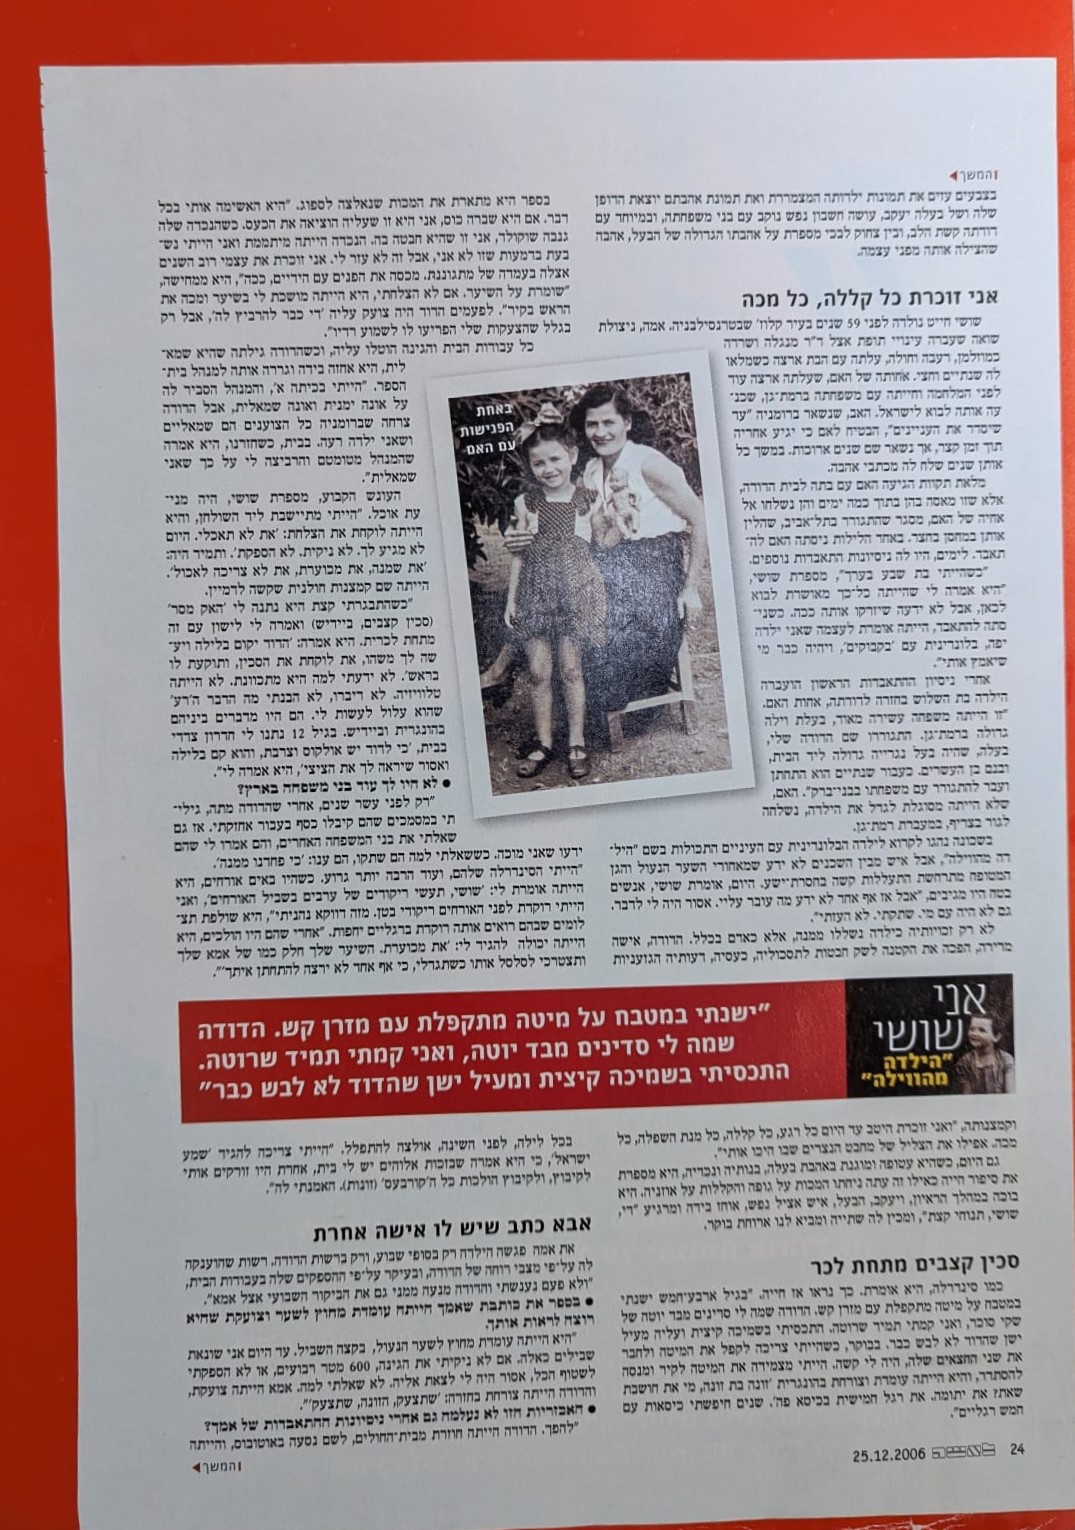 המשך
בצבעים עזים את תמונות ילדותה המצמררת ואת תמונת אהבתם יוצאת הדופן
שלה ושל בעלה יעקב, עושה חשבון נפש נוקב עם בני משפחתה, ובמיוחד עם
דודתה קשת הלב, ובין צחוק לבכי מספרת על אהבתו הגדולה של הבעל, אהבה
שהצילה אותה מפני עצמה.
אני זוכרת כל קללה, כל מכה
שושי חייט נולדה לפני 59 שנים בעיר קלוז' שבטרנסילבניה. אמה, ניצולת
שואה שעברה עינויי תופת אצל ד"ר מנגלה ושרדה
כמוזלמן, רעבה וחולה, עלתה עם הבת ארצה כשמלאו
לה שנתיים וחצי. אחותה של האם, שעלתה ארצה עוד
לפני המלחמה וחייתה עם משפחתה ברמת־גן, שכנ־
עה אותה לבוא לישראל. האב, שנשאר ברומניה "עד
שיסדר את העניינים", הבטיח לאם כי יגיע אחריה
תוך זמן קצר, אך נשאר שם שנים ארוכות. במשך כל
אותן שנים שלח לה מכתבי אהבה.
מלאת תקוות הגיעה האם עם בתה לבית הדודה,
אלא שזו מאסה בהן בתוך כמה ימים והן נשלחו אל
אחיה של האם, מסגר שהתגורר בתל־אביב, שהלין
אותן במחסן בחצר. באחד הלילות ניסתה האם לה־
תאבד. לימים, היו לה ניסיונות התאבדות נוספים.
"כשהייתי בת שבע בערך", מספרת שושי,
"היא אמרה לי שהייתה כל־כך מאושרת לבוא
לכאן, אבל לא ידעה שיזרקו אותה ככה. כשני־
סתה להתאבד, הייתה אומרת לעצמה שאני ילדה
יפה, בלונדינית עם 'בקבוקים', ויהיה כבר מי
שיאמץ אותי".
אחרי ניסיון ההתאבדות הראשון הועברה
הילדה בת השלוש בחזרה לדודתה, אחות האם.
"זו הייתה משפחה עשירה מאוד, בעלת וילה
גדולה ברמת־גן. התגוררו שם הדודה שלי,
בעלה, שהיה בעל נגרייה גדולה ליד הבית,
ובנם בן העשרים. כעבור שנתיים הוא התחתן
ועבר להתגורר עם משפחתו בבני־ברק". האם,
שלא הייתה מסוגלת לגדל את הילדה, נשלחה
לגור בצריף, במעברת רמת־גן.
בשכונה נהגו לקרוא לילדה הבלונדינית עם העיניים התכולות בשם "היל־
דה מהווילה", אבל איש מבין השכנים לא ידע שמאחורי השער הנעול והגן
המטופח מתרחשת התעללות קשה בחסרת־ישע. היום, אומרת שושי, אנשים
בטח היו מגיבים, "אבל אז אף אחד לא ידע מה עובר עליי. אסור היה לי לדבר.
גם לא היה עם מי. שתקתי. לא העזתי".
לא רק זכויותיה כילדה נשללו ממנה, אלא כאדם בכלל. הדודה, אישה
מרירה, הפכה את הקטנה לשק חבטות לתסכוליה, כעסיה, דעותיה הגזעניות
בספר היא מתארת את המכות שנאלצה לספוג. "היא האשימה אותי בכל
דבר. אם היא שברה כוס, אני היא זו שעליה הוציאה את הכעס. כשהנכדה שלה
גנבה שוקולד, אני זו שהיא חבטה בה. הנכדה הייתה מיתממת ואני הייתי נש־
בעת בדמעות שזו לא אני, אבל זה לא עזר לי. אני זוכרת את עצמי רוב השנים
אצלה בעמדה של מתגוננת. מכסה את הפנים עם הידיים, ככה", היא ממחישה,
"שומרת על השיער. אם לא הצלחתי, היא הייתה מושכת לי בשיער ומכה את
הראש בקיר". לפעמים הדוד היה צועק עליה 'די כבר להרביץ לה', אבל רק
בגלל שהצעקות שלי הפריעו לו לשמוע רדיו".
כל עבודות הבית והגינה הוטלו עליה, וכשהדודה גילתה שהיא שמא־
לית, היא אחזה בידה וגררה אותה למנהל בית־
הספר. "הייתי בכיתה א', והמנהל הסביר לה
על אונה ימנית ואונה שמאלית, אבל הדודה
צרחה שברומניה כל הצוענים הם שמאליים
ושאני ילדה רעה. בבית, כשחזרנו, היא אמרה
שהמנהל מטומטם והרביצה לי על כך שאני
שמאלית".
העונש הקבוע, מספרת שושי, היה מני־
עת אוכל. "הייתי מתיישבת ליד השולחן, והיא
הייתה לוקחת את הצלחת: 'את לא תאכלי. היום
לא מגיע לך. לא ניקית. לא הספקת'. ותמיד היה:
'את שמנה, את מכוערת, את לא צריכה לאכול'.
הייתה שם קמצנות חולנית שקשה לדמיין.
"כשהתבגרתי קצת היא נתנה לי 'האק מסר'
(סכין קצבים, ביידיש) ואמרה לי לישון עם זה
מתחת לכרית. היא אמרה: 'הדוד יקום בלילה ויע־
שה לך משהו, את לוקחת את הסכין, ותוקעת לו
בראש'. לא ידעתי למה היא מתכוונת. לא הייתה
טלוויזיה. לא דיברו, לא הבנתי מה הדבר ה'רע'
שהוא עלול לעשות לי. הם היו מדברים ביניהם
בהונגרית וביידיש. בגיל 12 נתנו לי חדרון צדדי
בבית, 'כי לדוד יש אולקוס וצרבת, והוא קם בלילה
ואסור שיראה לך את הציצי', היא אמרה לי".
● לא היו לך עוד בני משפחה בארץ?
"רק לפני עשר שנים, אחרי שהדודה מתה, גילי־
תי במסמכים שהם קיבלו כסף בעבור אחזקתי. אז גם
שאלתי את בני המשפחה האחרים, והם אמרו לי שהם
ידעו שאני מוכה. כששאלתי למה הם שתקו, הם ענו: 'כי פחדנו ממנה'.
"הייתי הסינדרלה שלהם, ועוד הרבה יותר גרוע. כשהיו באים אורחים, היא
הייתה אומרת לי: 'שושי, תעשי ריקודים של ערבים בשביל האורחים', ואני
הייתי רוקדת לפני האורחים ריקודי בטן. מזה דווקא נהניתי", היא שולפת תצ־
לומים שבהם רואים אותה רוקדת ברגליים יחפות. "אחרי שהם היו הולכים, היא
הייתה יכולה להגיד לי: 'את מכוערת. השיער שלך חלק כמו של אמא שלך
ותצטרכי לסלסל אותו כשתגדלי, כי אף אחד לא ירצה להתחתן איתך'".
באחת
הפגישות
עם האם
אני
שושי
"הילדה
מהווילה"
"ישנתי במטבח על מיטה מתקפלת עם מזרן קש. הדודה
שמה לי סדינים מבד יוטה, ואני קמתי תמיד שרוטה.
התכסיתי בשמיכה קיצית ומעיל ישן שהדוד לא לבש כבר"
וקמצנותה, "ואני זוכרת היטב עד היום כל רגע, כל קללה, כל מנת השפלה, כל
מכה. אפילו את הצליל של מחבט הנצרים שבו היכו אותי".
גם היום, כשהיא עטופה ומוגנת באהבת בעלה, בנותיה ונכדיה, היא מספרת
את סיפור חייה כאילו זה עתה ניחתו המכות על גופה והקללות על אוזניה. היא
בוכה במהלך הראיון, ויעקב, הבעל, איש אציל נפש, אוחז בידה ומרגיע "די,
שושי, תנוחי קצת", ומכין לה שתייה ומביא לנו ארוחת בוקר.
סכין קצבים מתחת לכר
כמו סינדרלה, היא אומרת. כך נראו אז חייה. "בגיל ארבע־חמש ישנתי
במטבח על מיטה מתקפלת עם מזרן קש. הדודה שמה לי סדינים מבד יוטה של
שקי סוכר, ואני קמתי תמיד שרוטה. התכסיתי בשמיכה קיצית ועליה מעיל
ישן שהדוד לא לבש כבר. בבוקר, כשהייתי צריכה לקפל את המיטה ולחבר
את שני החצאים שלה, היה לי קשה. הייתי מצמידה את המיטה לקיר ומנסה
להסתדר, והיא הייתה עומדת וצורחת בהונגרית 'זונה בת זונה, מי את חושבת
שאת? את יתומה. את רגל חמישית בכיסא פה'. שנים חיפשתי כיסאות עם
חמש רגליים".
בכל לילה, לפני השינה, אולצה להתפלל. "הייתי צריכה להגיד 'שמע
ישראל', כי היא אמרה שבזכות אלוהים יש לי בית, אחרת היו זורקים אותי
לקיבוץ, ולקיבוץ הולכות כל ה'קורבעס' (זונות). האמנתי לה".
אבא כתב שיש לו אישה אחרת
את אמה פגשה הילדה רק בסופי שבוע, ורק ברשות הדודה. רשות שהוענקה
לה על־פי מצבי רוחה של הדודה, ובעיקר על־פי ההספקים שלה בעבודות הבית,
"ולא פעם נענשתי והדודה מנעה ממני גם את הביקור השבועי אצל אמא".
● בספר את כותבת שאמך הייתה עומדת מחוץ לשער וצועקת שהיא
רוצה לראות אותך.
"היא הייתה עומדת מחוץ לשער הנעול, בקצה השביל. עד היום אני שונאת
שבילים כאלה. אם לא ניקיתי את הגינה, 600 מטר רבועים, או לא הספקתי
לשטוף הכל, אסור היה לי לצאת אליה. לא שאלתי למה. אמא הייתה צועקת,
והדודה הייתה צורחת בחזרה: 'שתצעק, הזונה, שתצעק'".
● האכזריות הזו לא נעלמה גם אחרי ניסיונות ההתאבדות של אמך?
"להפך. הדודה הייתה חוזרת מבית־החולים, לשם נסעה באוטובוס, והייתה
המשך
24 25.12.2006